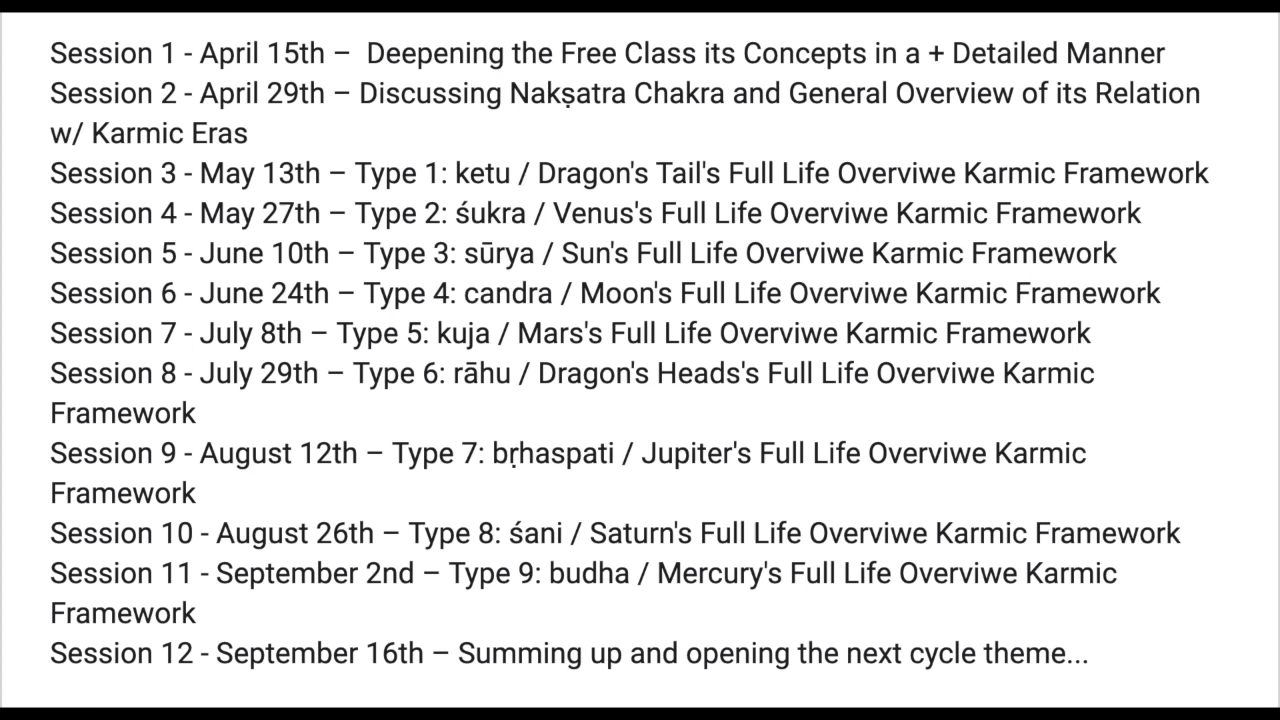 Session 1 - April 15th –  Deepening the Free Class its Concepts in a + Detailed Manner
Session 2 - April 29th – Discussing Nakṣatra Chakra and General Overview of its Relation
w/ Karmic Eras
Session 3 - May 13th – Type 1: ketu / Dragon's Tail's Full Life Overviwe Karmic Framework
Session 4 - May 27th – Type 2: śukra / Venus's Full Life Overviwe Karmic Framework
Session 5 - June 10th – Type 3: sūrya / Sun's Full Life Overviwe Karmic Framework
Session 6 - June 24th – Type 4: candra / Moon's Full Life Overviwe Karmic Framework
Session 7 - July 8th – Type 5: kuja / Mars's Full Life Overviwe Karmic Framework
Session 8 - July 29th – Type 6: rāhu / Dragon's Heads's Full Life Overviwe Karmic
Framework
Session 9 - August 12th – Type 7: bṛhaspati / Jupiter's Full Life Overviwe Karmic
Framework
Session 10 - August 26th – Type 8: śani / Saturn's Full Life Overviwe Karmic Framework
Session 11 - September 2nd – Type 9: budha / Mercury's Full Life Overviwe Karmic
Framework
Session 12 - September 16th – Summing up and opening the next cycle theme...